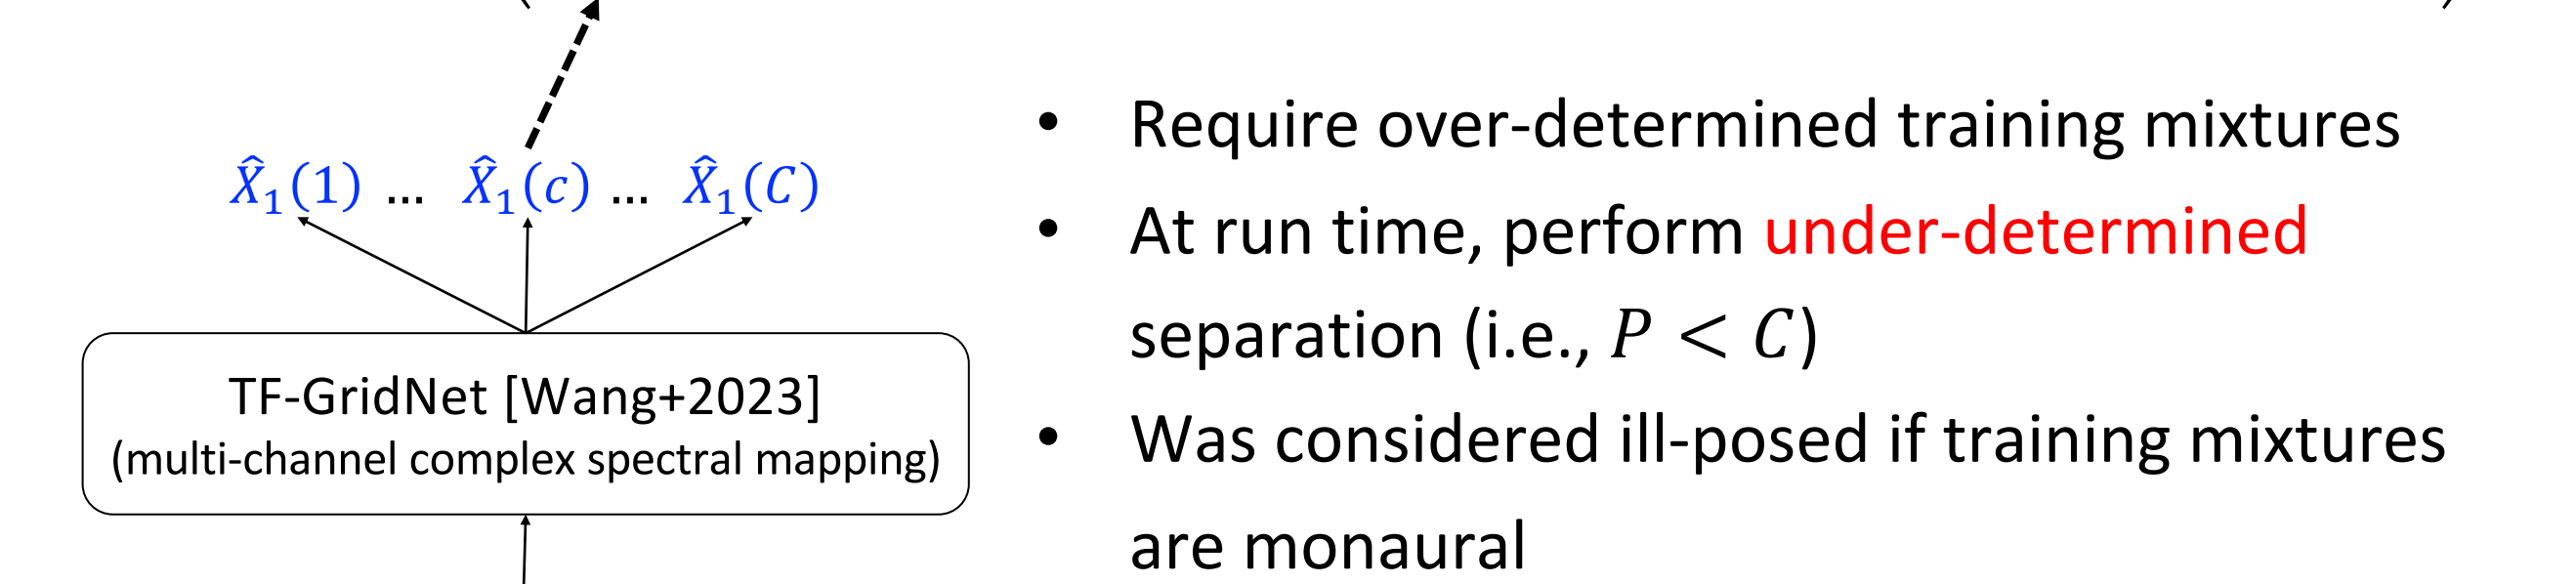 X̂₁(1) ... X̂₁(c) ... X̂₁(C)
TF-GridNet [Wang+2023]
(multi-channel complex spectral mapping)
• Require over-determined training mixtures
• At run time, perform under-determined
separation (i.e., P < C)
• Was considered ill-posed if training mixtures
are monaural